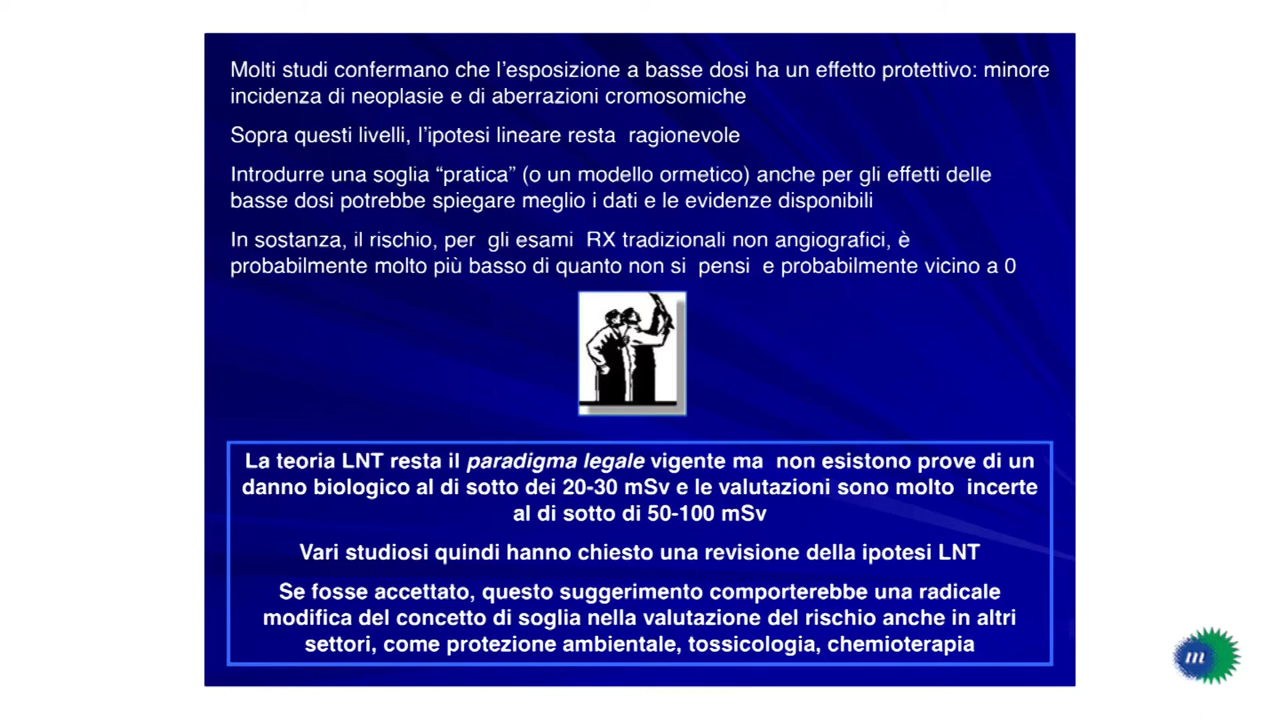 Molti studi confermano che l'esposizione a basse dosi ha un effetto protettivo: minore
incidenza di neoplasie e di aberrazioni cromosomiche
Sopra questi livelli, l'ipotesi lineare resta ragionevole
Introdurre una soglia “pratica” (o un modello ormetico) anche per gli effetti delle
basse dosi potrebbe spiegare meglio i dati e le evidenze disponibili
In sostanza, il rischio, per gli esami RX tradizionali non angiografici, è
probabilmente molto più basso di quanto non si pensi e probabilmente vicino a 0
La teoria LNT resta il paradigma legale vigente ma non esistono prove di un
danno biologico al di sotto dei 20-30 mSv e le valutazioni sono molto incerte
al di sotto di 50-100 mSv
Vari studiosi quindi hanno chiesto una revisione della ipotesi LNT
Se fosse accettato, questo suggerimento comporterebbe una radicale
modifica del concetto di soglia nella valutazione del rischio anche in altri
settori, come protezione ambientale, tossicologia, chemioterapia
m